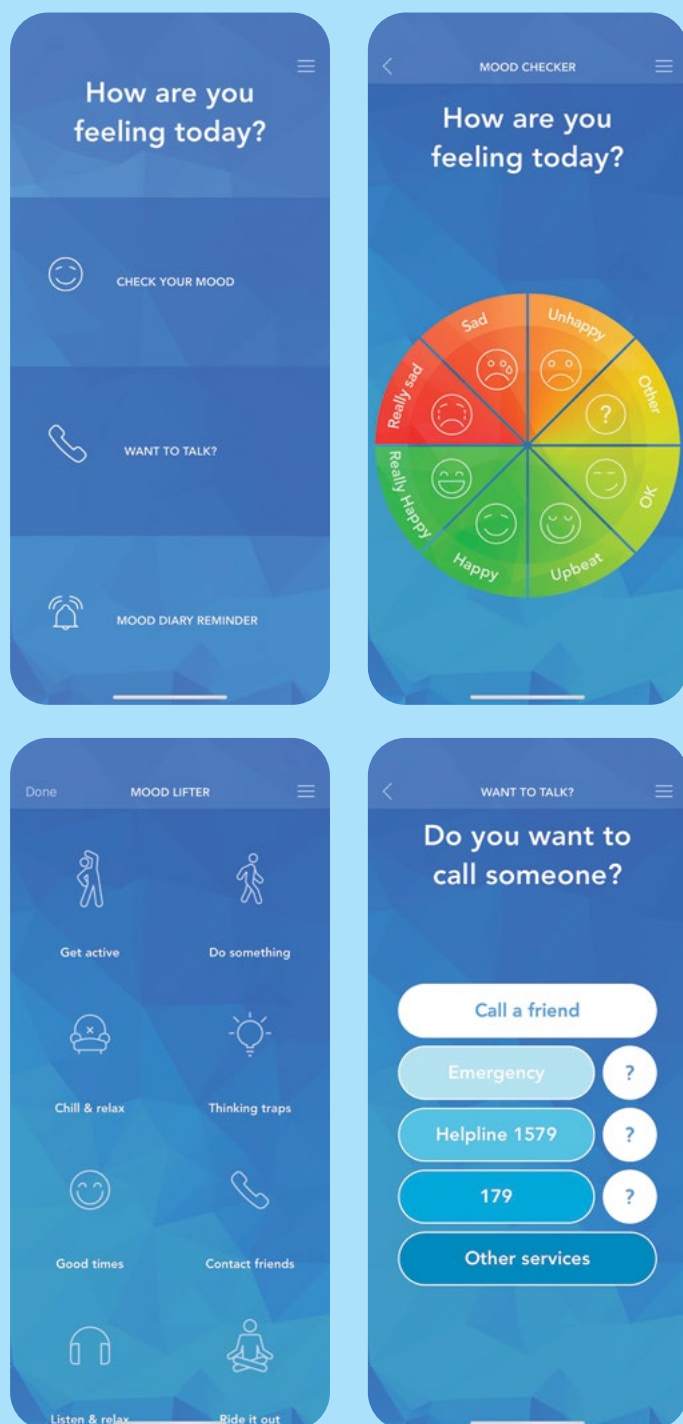 How are you
feeling today?
CHECK YOUR MOOD
WANT TO TALK?
MOOD DIARY REMINDER
MOOD CHECKER
How are you
feeling today?
Really sad
Sad
Unhappy
Other
?
OK
Upbeat
Happy
Really Happy
Done
MOOD LIFTER
Get active
Do something
Chill & relax
Thinking traps
Good times
Contact friends
Listen & relax
Ride it out
WANT TO TALK?
Do you want to
call someone?
Call a friend
Emergency ?
Helpline 1579 ?
179 ?
Other services